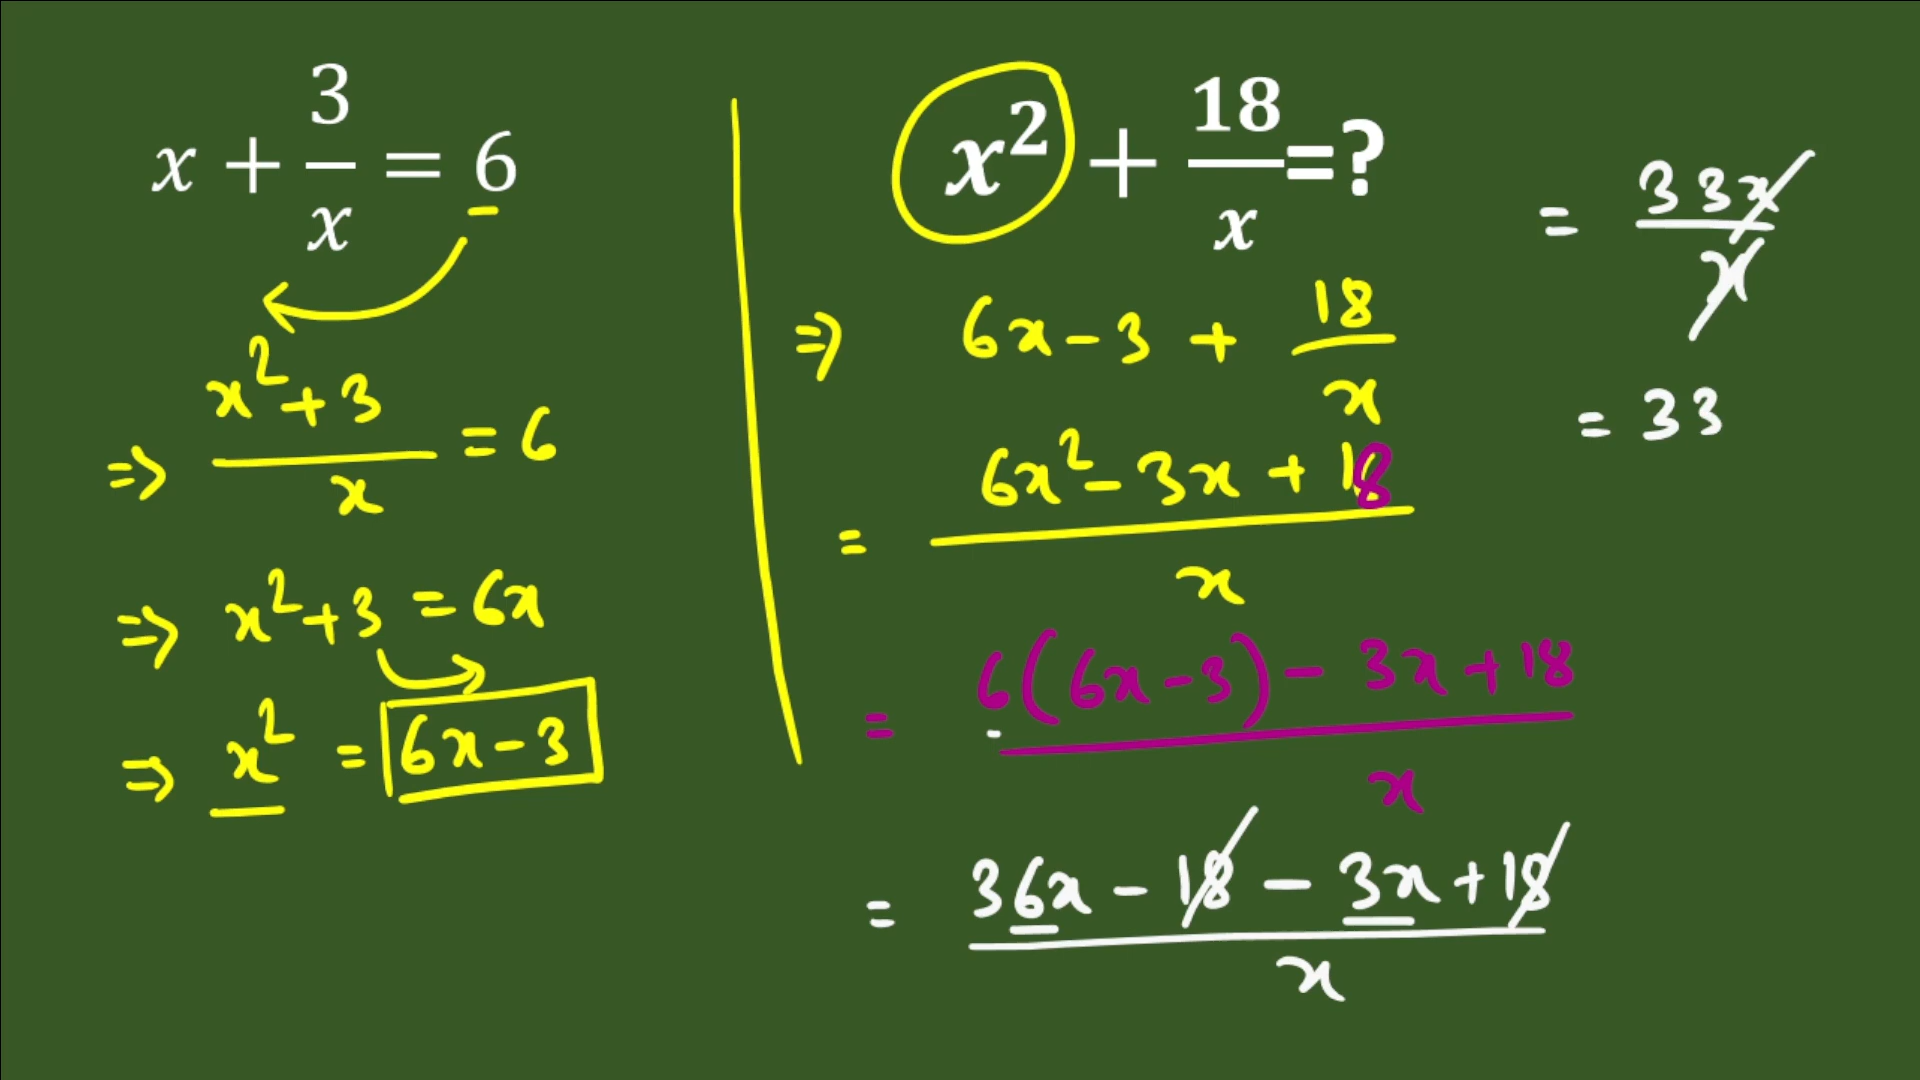 x + 3/x = 6
⇒ (x² + 3)/x = 6
⇒ x² + 3 = 6x
⇒ x² = 6x - 3
x² + 18/x = ?
⇒ 6x - 3 + 18/x
= (6x² - 3x + 18)/x
= (6(6x - 3) - 3x + 18)/x
= (36x - 18 - 3x + 18)/x
= 33x/x
= 33